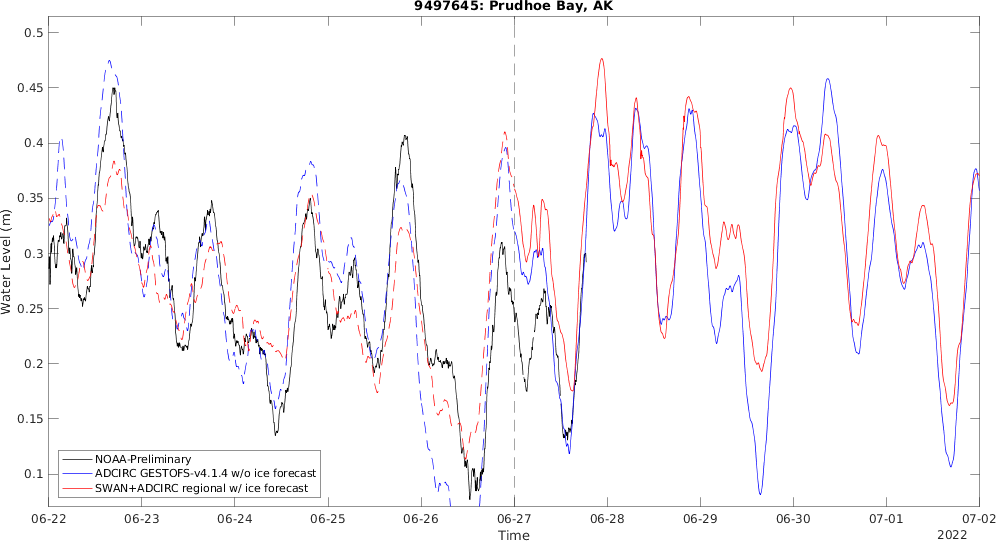 9497645: Prudhoe Bay, AK
0.5
0.45
0.4
0.35
0.3
0.25
0.2
0.15
0.1
Water Level (m)
NOAA-Preliminary
ADCIRC GESTOFS-v4.1.4 w/o ice forecast
SWAN+ADCIRC regional w/ ice forecast
06-22 06-23 06-24 06-25 06-26 06-27 06-28 06-29 06-30 07-01 07-02
Time
2022